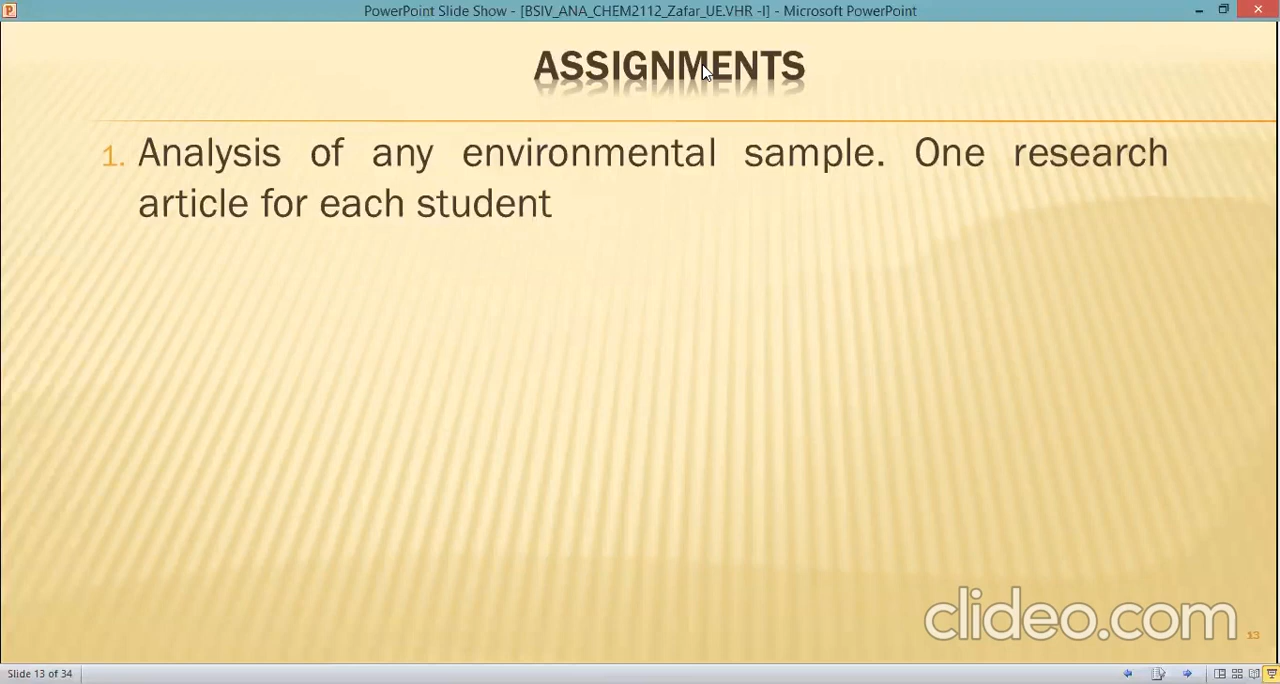 PowerPoint Slide Show - [BSIV_ANA_CHEM2112_Zafar_UE.VHR -I] - Microsoft PowerPoint
ASSIGNMENTS
1. Analysis of any environmental sample. One research
article for each student
clideo.com
13
Slide 13 of 34